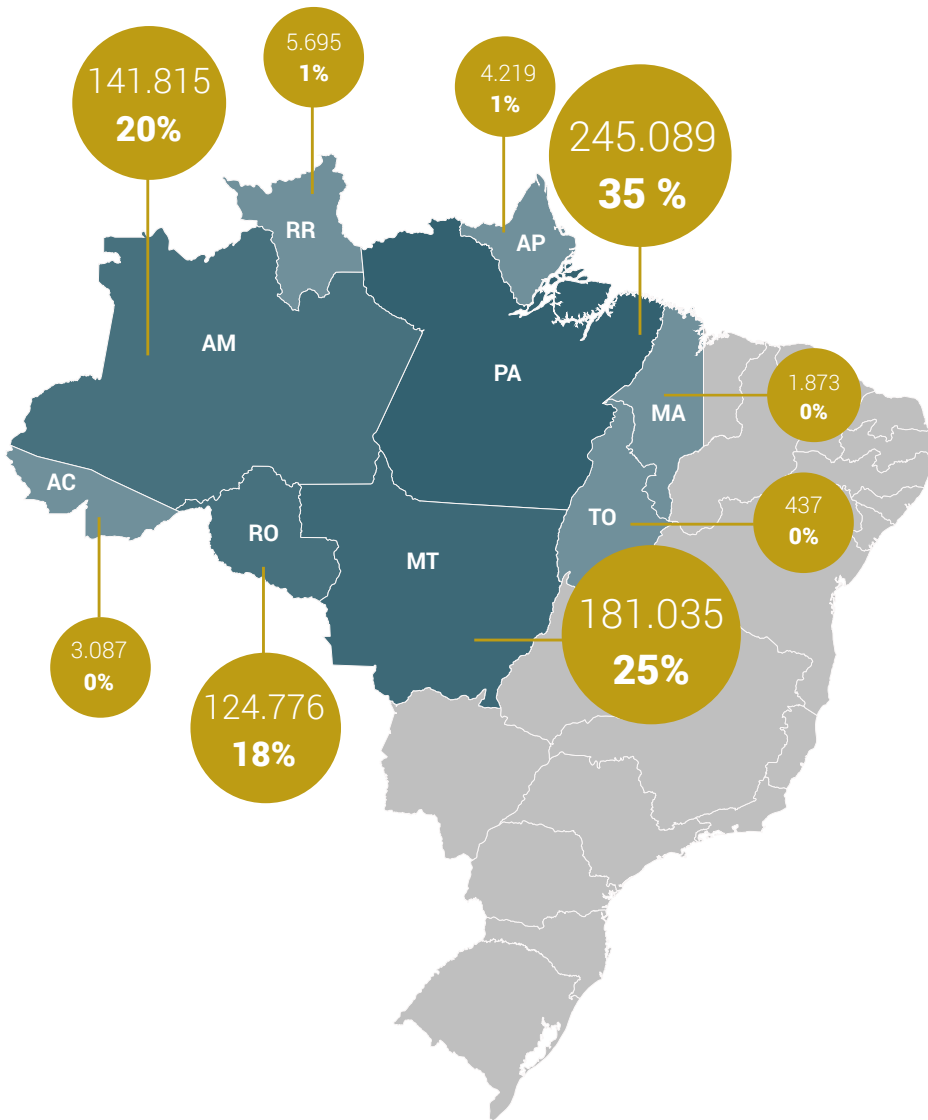 5.695
1%
141.815
20%
4.219
1%
245.089
35 %
RR
AP
AM
PA
1.873
0%
MA
AC
437
0%
TO
RO
MT
181.035
25%
3.087
0%
124.776
18%